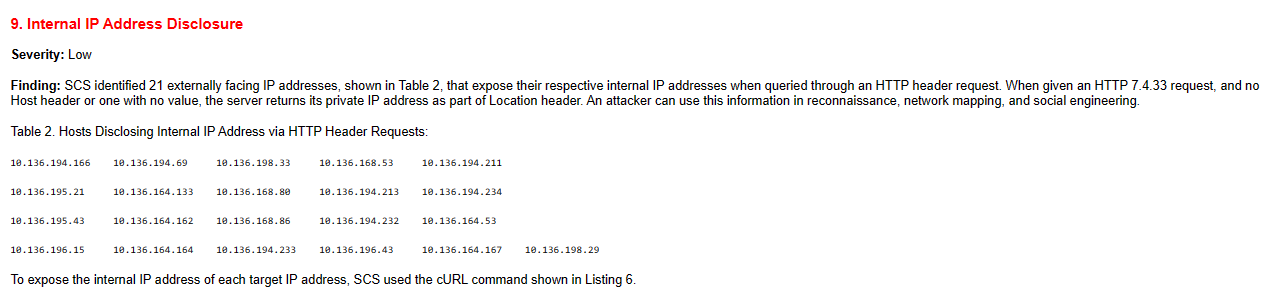 9. Internal IP Address Disclosure
Severity: Low
Finding: SCS identified 21 externally facing IP addresses, shown in Table 2, that expose their respective internal IP addresses when queried through an HTTP header request. When given an HTTP 7.4.33 request, and no
Host header or one with no value, the server returns its private IP address as part of Location header. An attacker can use this information in reconnaissance, network mapping, and social engineering.
Table 2. Hosts Disclosing Internal IP Address via HTTP Header Requests:
10.136.194.166 10.136.194.69 10.136.198.33 10.136.168.53 10.136.194.211
10.136.195.21 10.136.164.133 10.136.168.80 10.136.194.213 10.136.194.234
10.136.195.43 10.136.164.162 10.136.168.86 10.136.194.232 10.136.164.53
10.136.196.15 10.136.164.164 10.136.194.233 10.136.196.43 10.136.164.167 10.136.198.29
To expose the internal IP address of each target IP address, SCS used the cURL command shown in Listing 6.